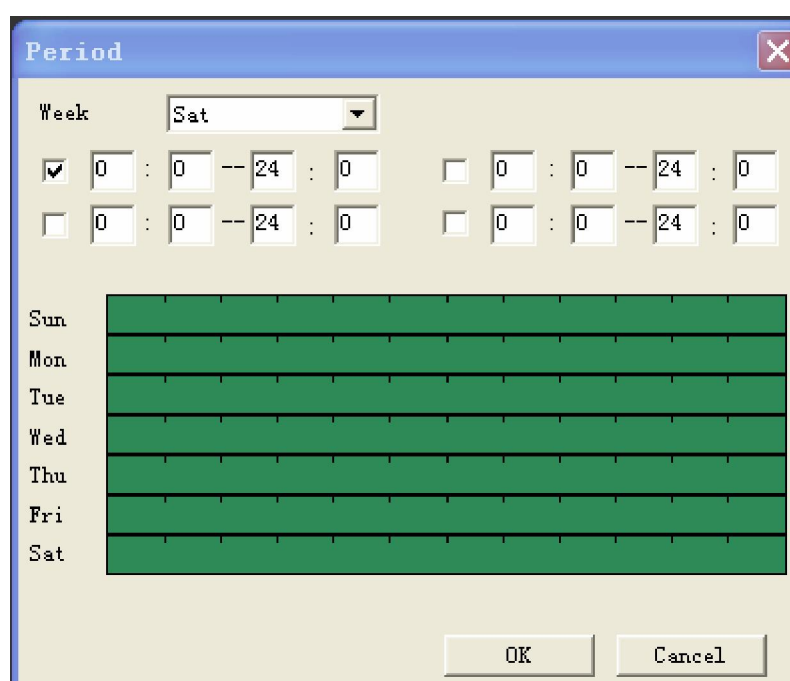 Period
Week Sat
0 : 0 -- 24 : 0 0 : 0 -- 24 : 0
0 : 0 -- 24 : 0 0 : 0 -- 24 : 0
Sun
Mon
Tue
Wed
Thu
Fri
Sat
OK Cancel